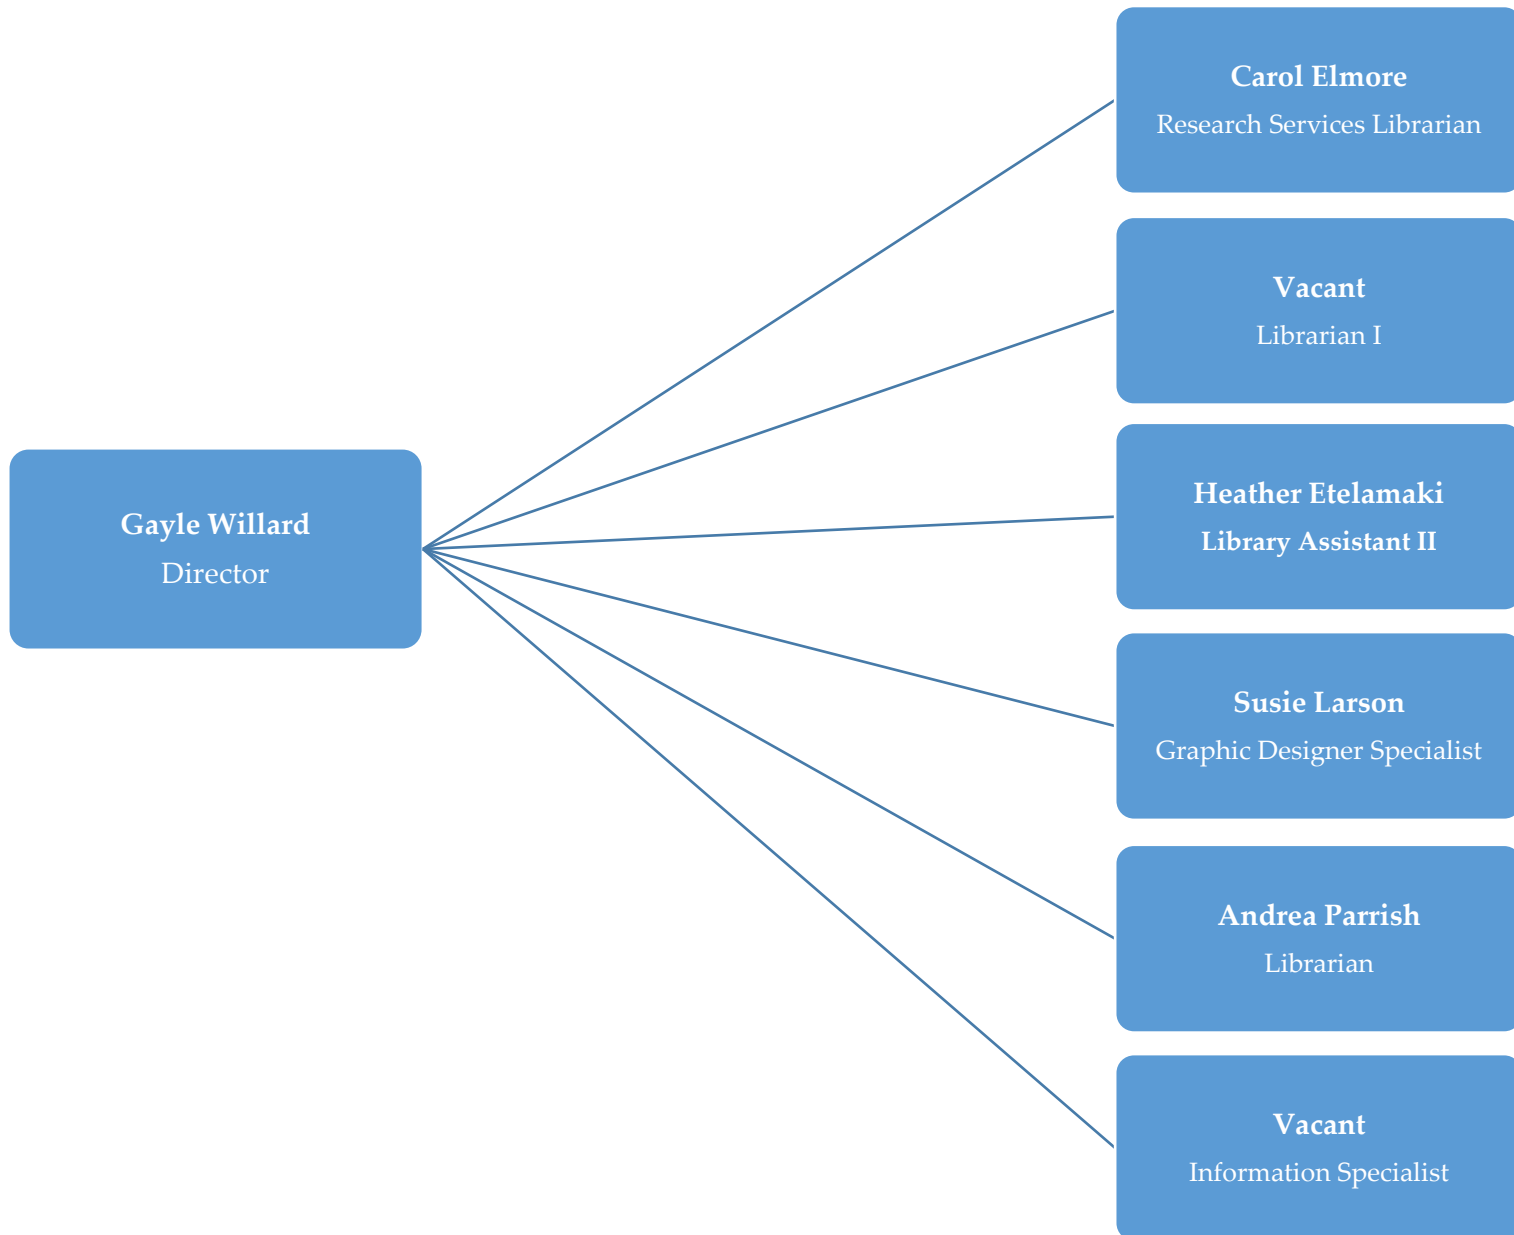 Carol Elmore
Research Services Librarian
Vacant
Librarian I
Heather Etelamaki
Library Assistant II
Gayle Willard
Director
Susie Larson
Graphic Designer Specialist
Andrea Parrish
Librarian
Vacant
Information Specialist